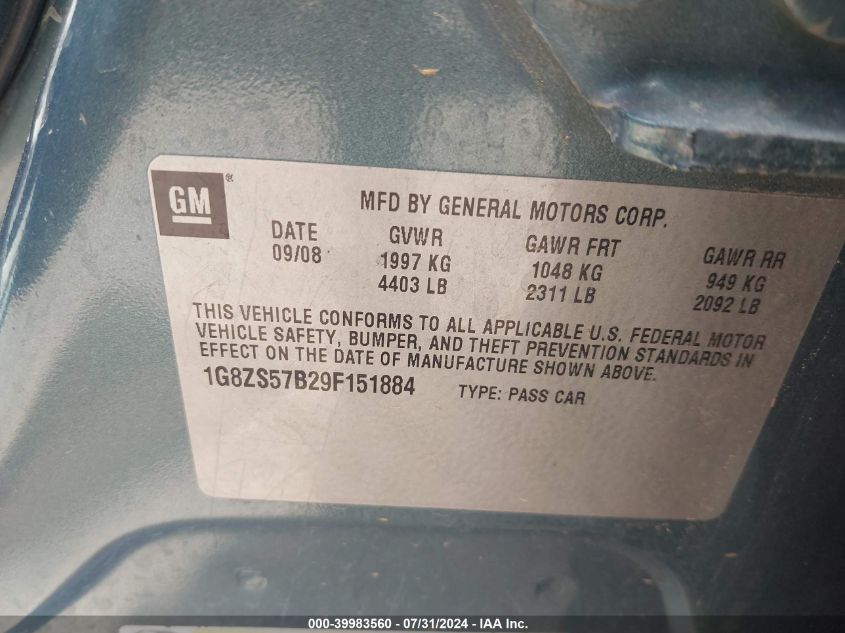 GM ®
MFD BY GENERAL MOTORS CORP.
DATE GVWR GAWR FRT GAWR RR
09/08 1997 KG 1048 KG 949 KG
4403 LB 2311 LB 2092 LB
THIS VEHICLE CONFORMS TO ALL APPLICABLE U.S. FEDERAL MOTOR
VEHICLE SAFETY, BUMPER, AND THEFT PREVENTION STANDARDS IN
EFFECT ON THE DATE OF MANUFACTURE SHOWN ABOVE.
1G8ZS57B29F151884 TYPE: PASS CAR
000-39983560 - 07/31/2024 - IAA Inc.